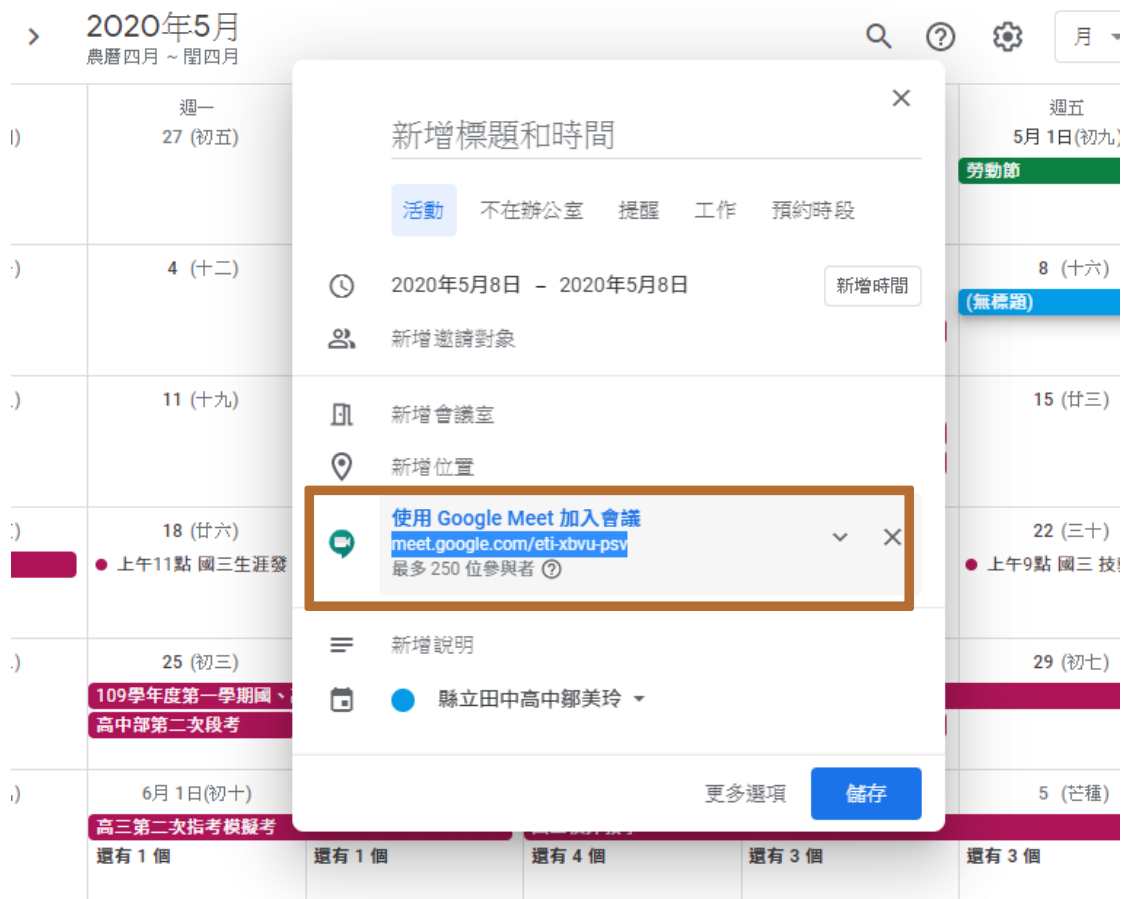 2020年5月
農曆四月 ~ 閏四月
月
週一
週五
27 (初五)
5月 1日(初九)
勞動節
新增標題和時間
活動 不在辦公室 提醒 工作 預約時段
4 (十二)
8 (十六)
(無標題)
2020年5月8日 – 2020年5月8日
新增時間
新增邀請對象
11 (十九)
15 (廿三)
新增會議室
新增位置
使用 Google Meet 加入會議
meet.google.com/eti-xbvu-psv
最多 250 位參與者
18 (廿六)
22 (三十)
上午11點 國三生涯發
上午9點 國三 技
新增說明
25 (初三)
29 (初七)
109學年度第一學期國、
高中部第二次段考
縣立田中高中鄒美玲
更多選項
儲存
6月 1日(初十)
5 (芒種)
高三第二次指考模擬考
還有 1 個
還有 1 個
還有 4 個
還有 3 個
還有 3 個